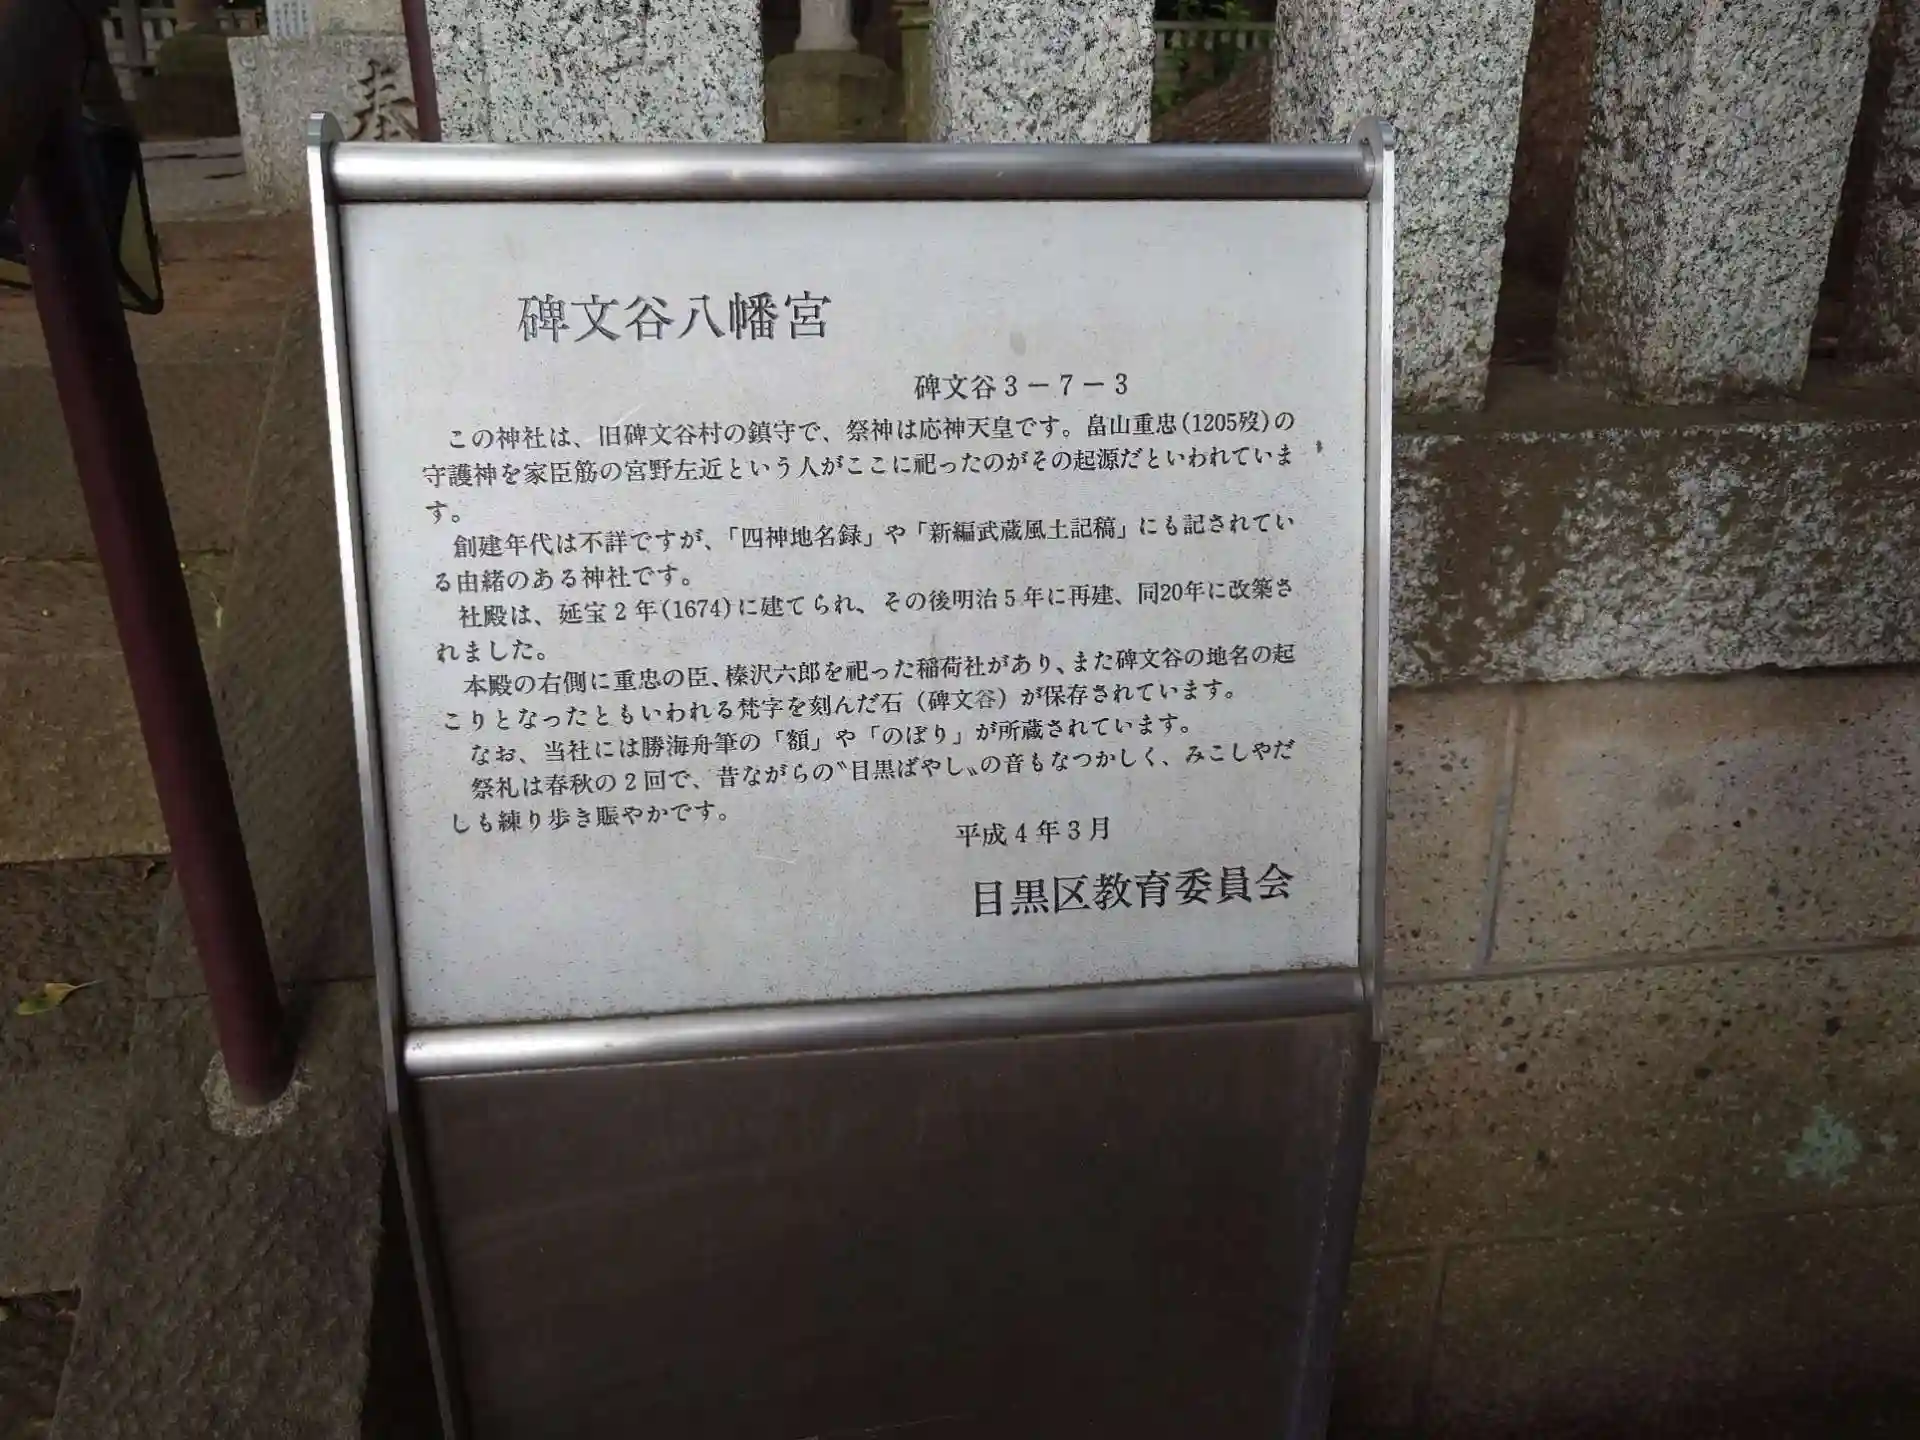 奉
碑文谷八幡宮
碑文谷3－7－3
この神社は、旧碑文谷村の鎮守で、祭神は応神天皇です。畠山重忠(1205歿)の
守護神を家臣筋の宮野左近という人がここに祀ったのがその起源だといわれていま
す。
創建年代は不詳ですが、「四神地名録」や「新編武蔵風土記稿」にも記されてい
る由緒のある神社です。
社殿は、延宝2年(1674)に建てられ、その後明治5年に再建、同20年に改築さ
れました。
本殿の右側に重忠の臣、榛沢六郎を祀った稲荷社があり、また碑文谷の地名の起
こりとなったともいわれる梵字を刻んだ石（碑文谷）が保存されています。
なお、当社には勝海舟筆の「額」や「のぼり」が所蔵されています。
祭礼は春秋の2回で、昔ながらの〝目黒ばやし〟の音もなつかしく、みこしやだ
しも練り歩き賑やかです。
平成4年3月
目黒区教育委員会